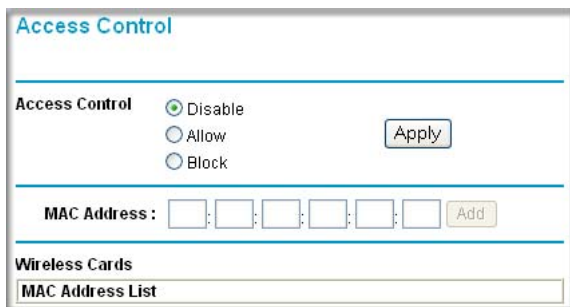 Access Control
Access Control
Disable
Allow
Apply
Block
MAC Address :
: : : : :
Add
Wireless Cards
MAC Address List